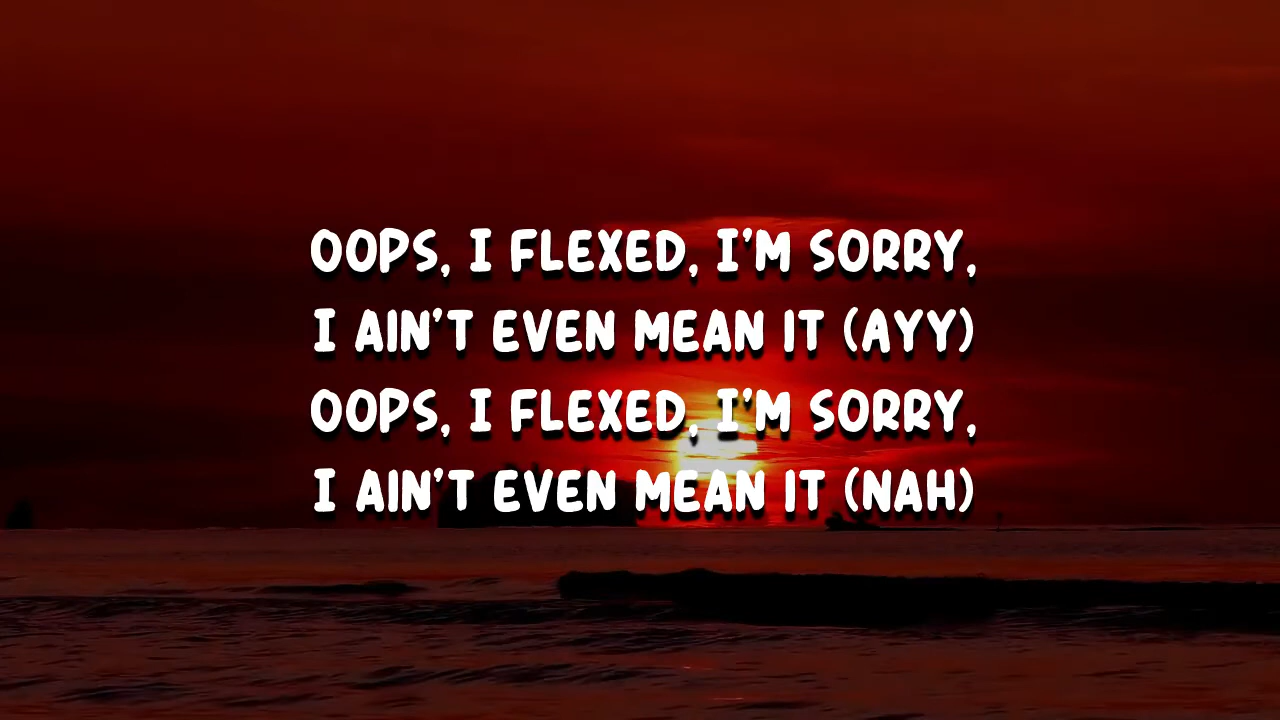 OOPS, I FLEXED, I'M SORRY,
I AIN'T EVEN MEAN IT (AYY)
OOPS, I FLEXED, I'M SORRY,
I AIN'T EVEN MEAN IT (NAH)